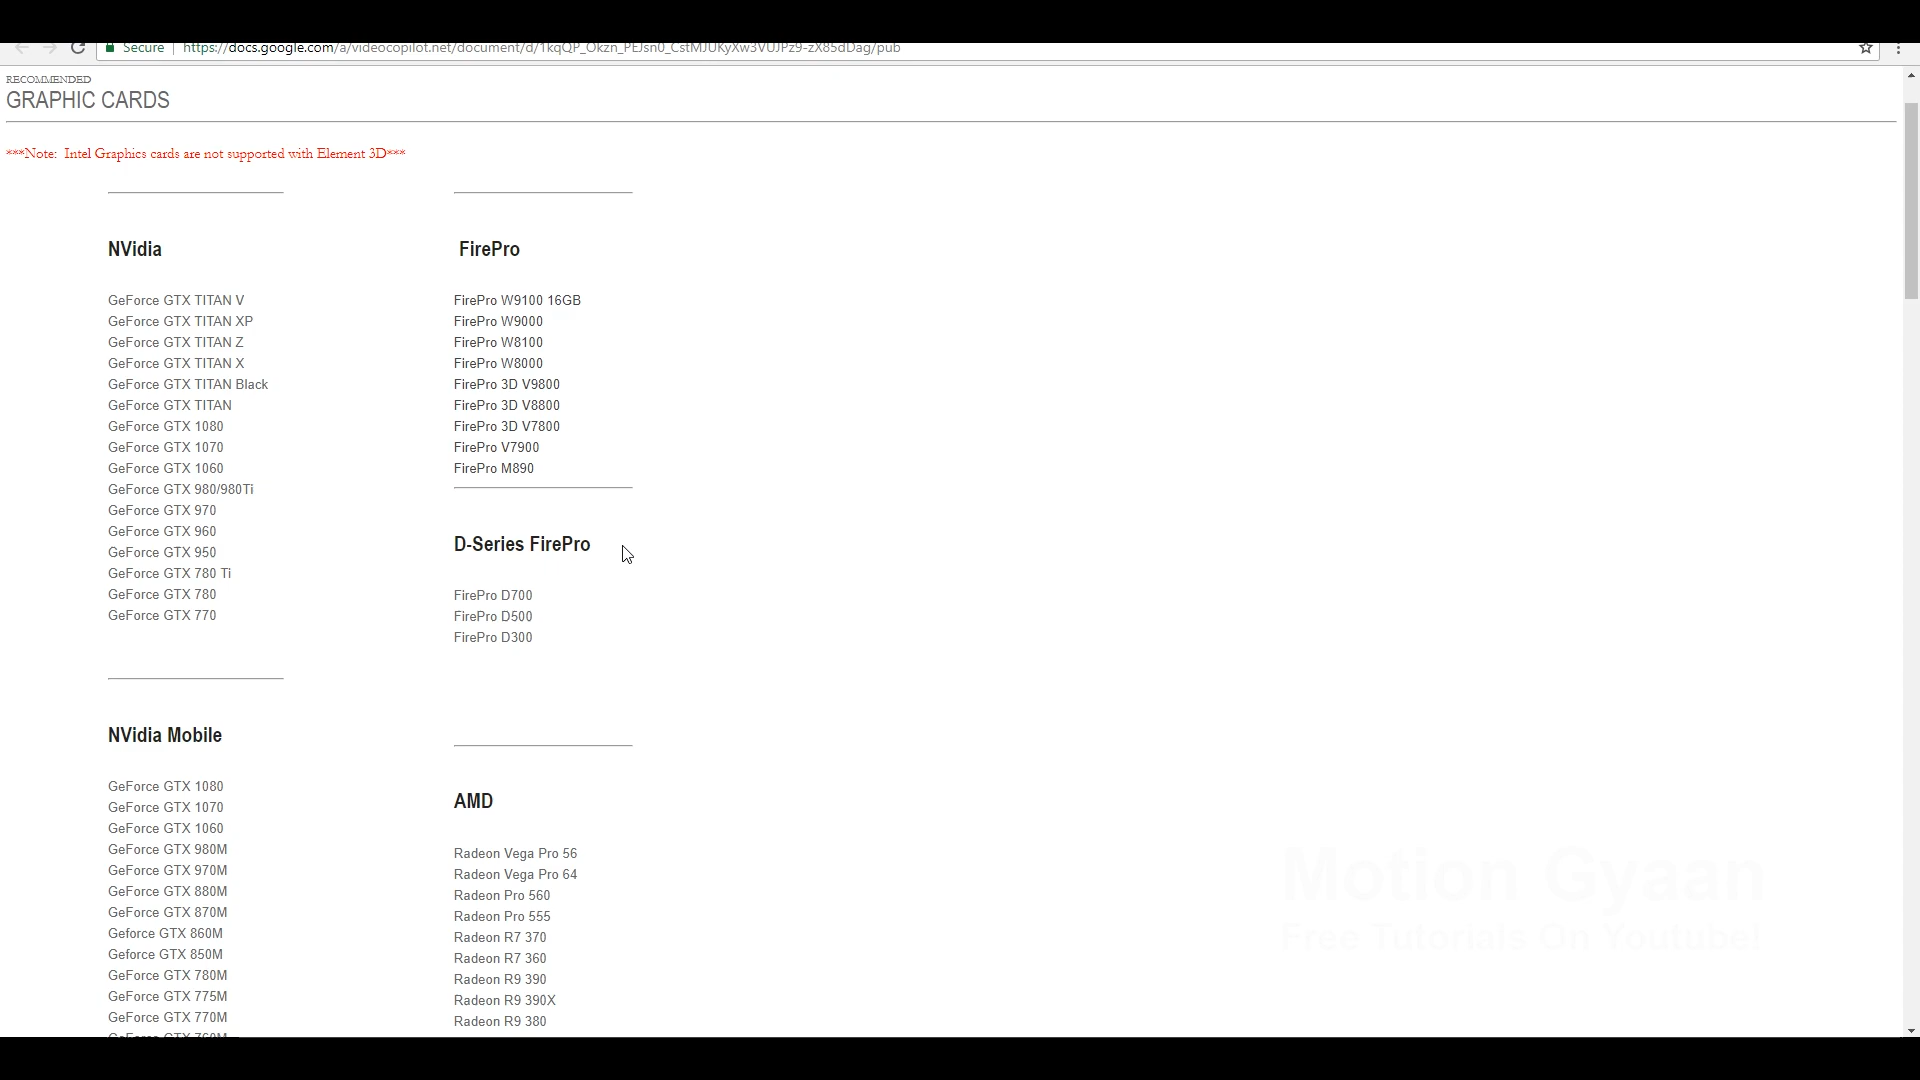 Secure https://docs.google.com/a/videocopilot.net/document/d/1kqQP_Okzn_PEJsn0_CstMJUKyXw3VUJPz9-zX85dDag/pub
RECOMMENDED
GRAPHIC CARDS
***Note: Intel Graphics cards are not supported with Element 3D***
NVidia
GeForce GTX TITAN V
GeForce GTX TITAN XP
GeForce GTX TITAN Z
GeForce GTX TITAN X
GeForce GTX TITAN Black
GeForce GTX TITAN
GeForce GTX 1080
GeForce GTX 1070
GeForce GTX 1060
GeForce GTX 980/980Ti
GeForce GTX 970
GeForce GTX 960
GeForce GTX 950
GeForce GTX 780 Ti
GeForce GTX 780
GeForce GTX 770
NVidia Mobile
GeForce GTX 1080
GeForce GTX 1070
GeForce GTX 1060
GeForce GTX 980M
GeForce GTX 970M
GeForce GTX 880M
GeForce GTX 870M
Geforce GTX 860M
Geforce GTX 850M
GeForce GTX 780M
GeForce GTX 775M
GeForce GTX 770M
GeForce GTX 760M
FirePro
FirePro W9100 16GB
FirePro W9000
FirePro W8100
FirePro W8000
FirePro 3D V9800
FirePro 3D V8800
FirePro 3D V7800
FirePro V7900
FirePro M890
D-Series FirePro
FirePro D700
FirePro D500
FirePro D300
AMD
Radeon Vega Pro 56
Radeon Vega Pro 64
Radeon Pro 560
Radeon Pro 555
Radeon R7 370
Radeon R7 360
Radeon R9 390
Radeon R9 390X
Radeon R9 380
Motion Gyaan
Free Tutorials On Youtube!